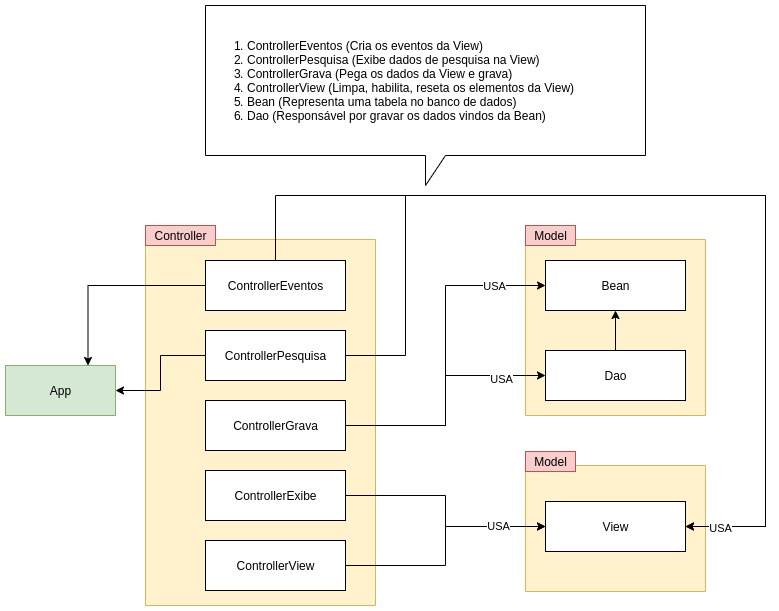 1. ControllerEventos (Cria os eventos da View)
2. ControllerPesquisa (Exibe dados de pesquisa na View)
3. ControllerGrava (Pega os dados da View e grava)
4. ControllerView (Limpa, habilita, reseta os elementos da View)
5. Bean (Representa uma tabela no banco de dados)
6. Dao (Responsável por gravar os dados vindos da Bean)
Controller
Model
ControllerEventos
USA
Bean
ControllerPesquisa
App
USA
Dao
ControllerGrava
Model
ControllerExibe
USA
View
USA
ControllerView